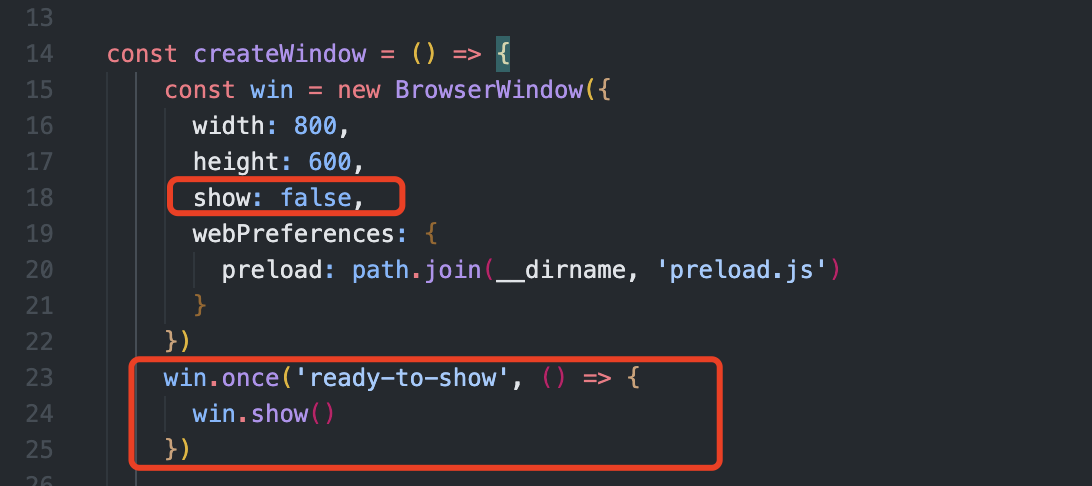 13
14 const createWindow = () => {
15 const win = new BrowserWindow({
16 width: 800,
17 height: 600,
18 show: false,
19 webPreferences: {
20 preload: path.join(__dirname, 'preload.js')
21 }
22 })
23 win.once('ready-to-show', () => {
24 win.show()
25 })
26